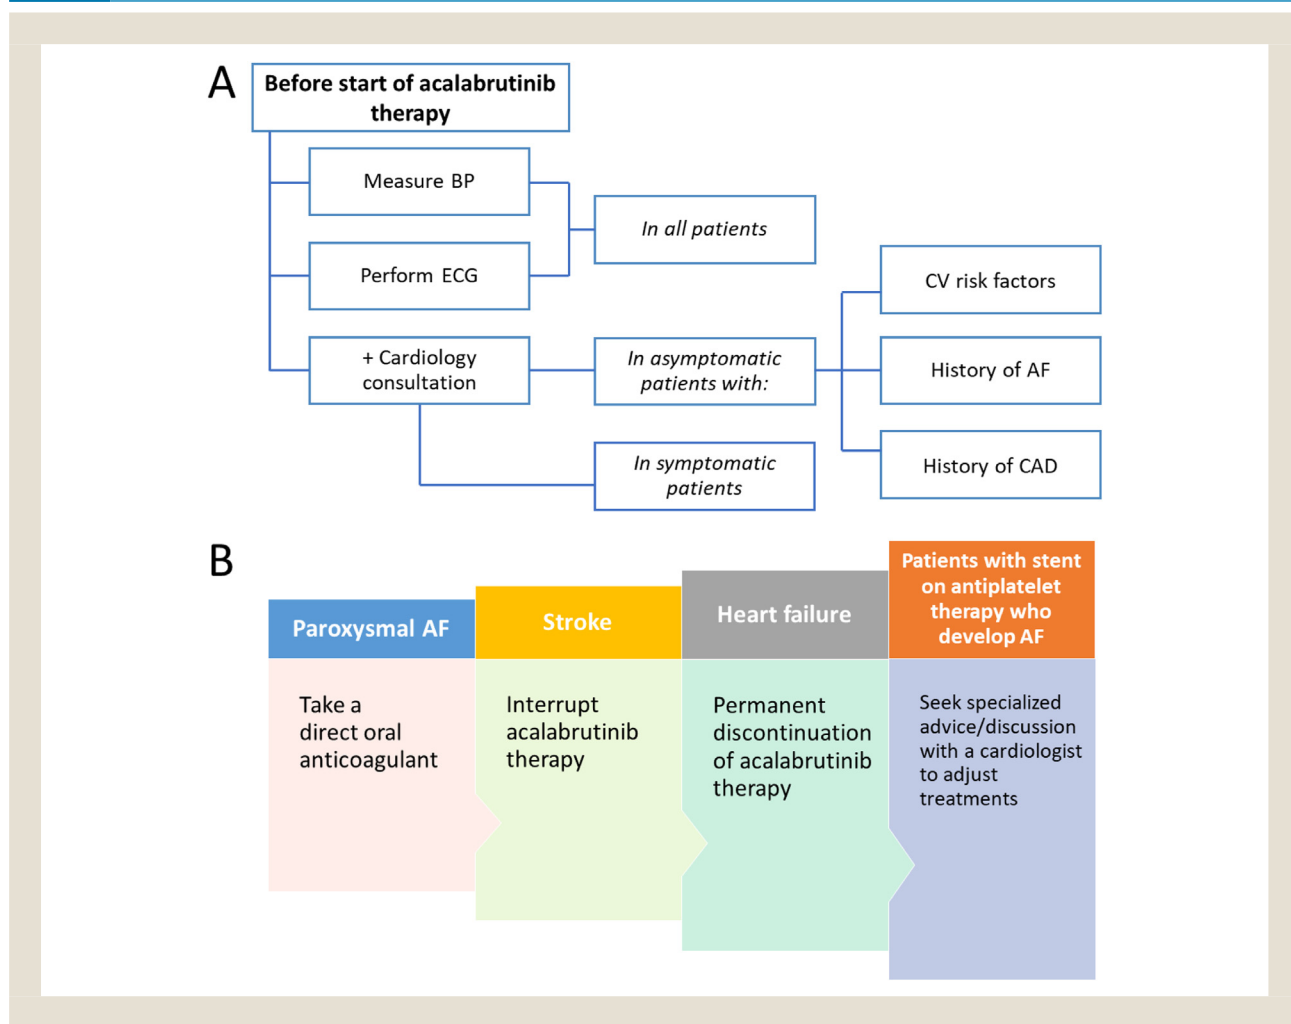 A
Before start of acalabrutinib
therapy
Measure BP
Perform ECG
In all patients
+ Cardiology
consultation
In asymptomatic
patients with:
In symptomatic
patients
CV risk factors
History of AF
History of CAD
B
Paroxysmal AF
Take a
direct oral
anticoagulant
Stroke
Interrupt
acalabrutinib
therapy
Heart failure
Permanent
discontinuation
of acalabrutinib
therapy
Patients with stent
on antiplatelet
therapy who
develop AF
Seek specialized
advice/discussion
with a cardiologist
to adjust
treatments